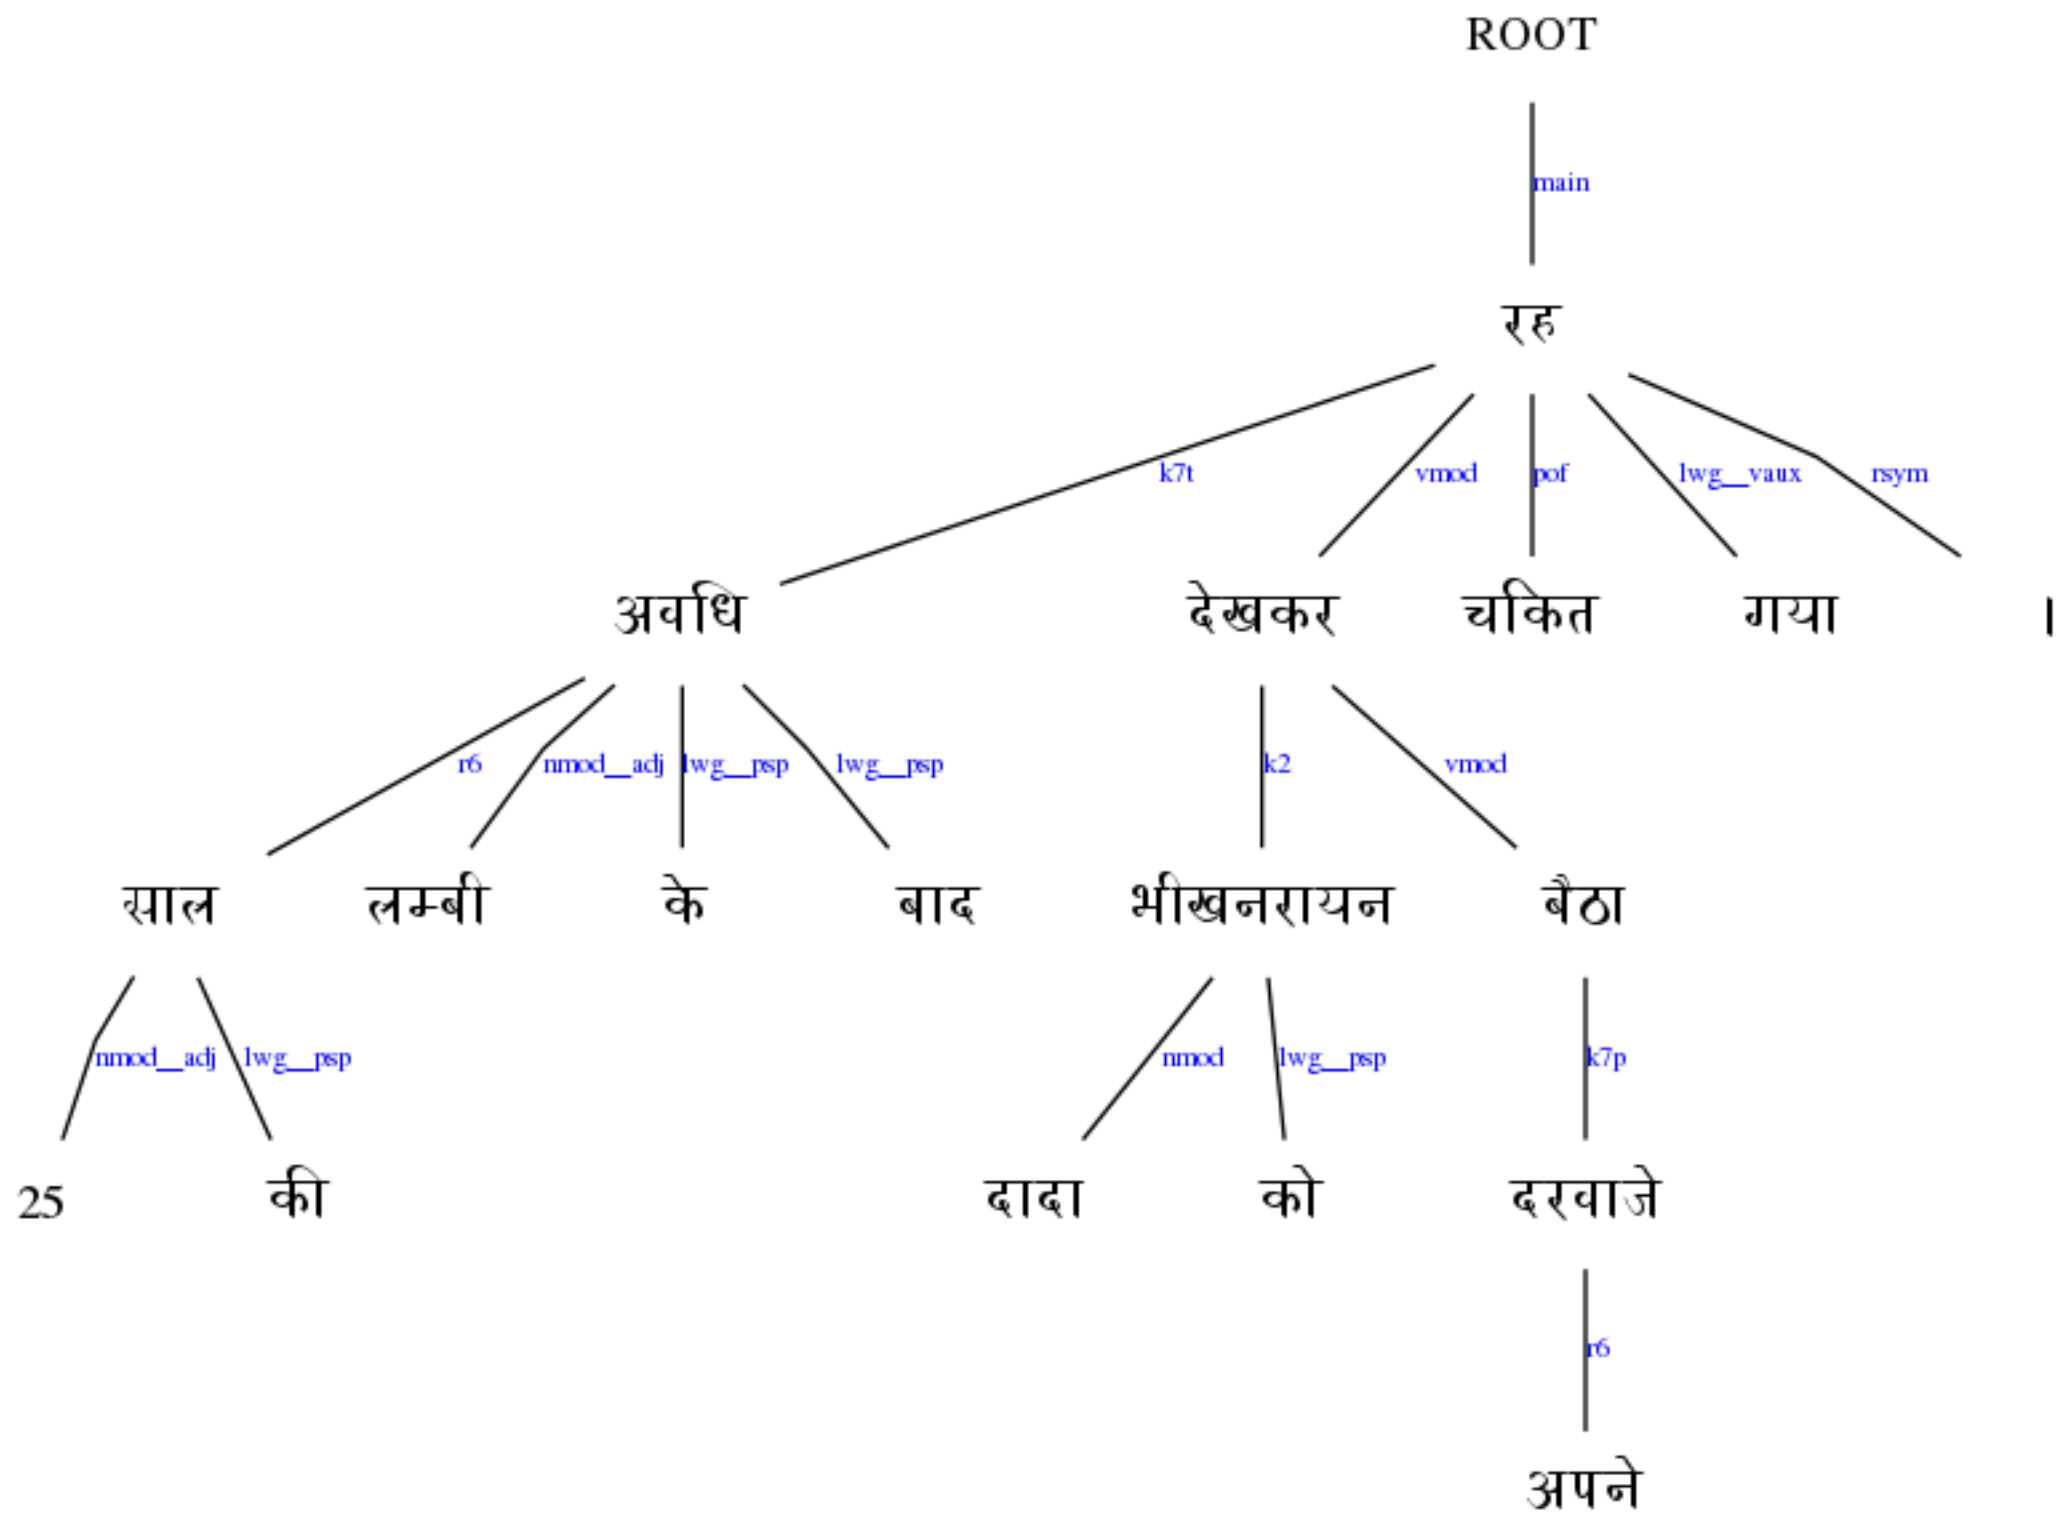 ROOT
main
रह
k7t vmod pof lwg__vaux rsym
अवधि देखकर चकित गया ।
r6 nmod__adj lwg__psp lwg__psp k2 vmod
साल लम्बी के बाद भीखनरायन बैठा
nmod__adj lwg__psp nmod lwg__psp k7p
25 की दादा को दरवाजे
r6
अपने